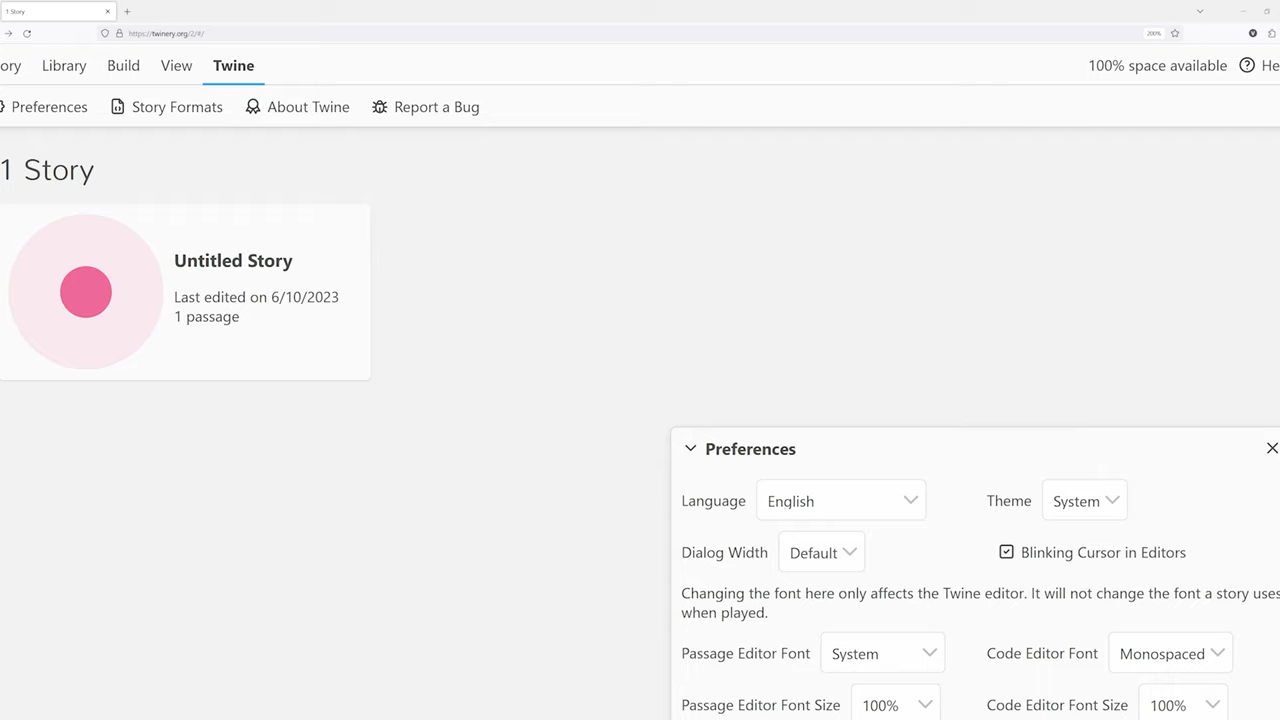 1 Story
https://twinery.org/2/#/
200%
ory Library Build View Twine
100% space available He
Preferences Story Formats About Twine Report a Bug
1 Story
Untitled Story
Last edited on 6/10/2023
1 passage
Preferences
Language English Theme System
Dialog Width Default Blinking Cursor in Editors
Changing the font here only affects the Twine editor. It will not change the font a story uses
when played.
Passage Editor Font System Code Editor Font Monospaced
Passage Editor Font Size 100% Code Editor Font Size 100%